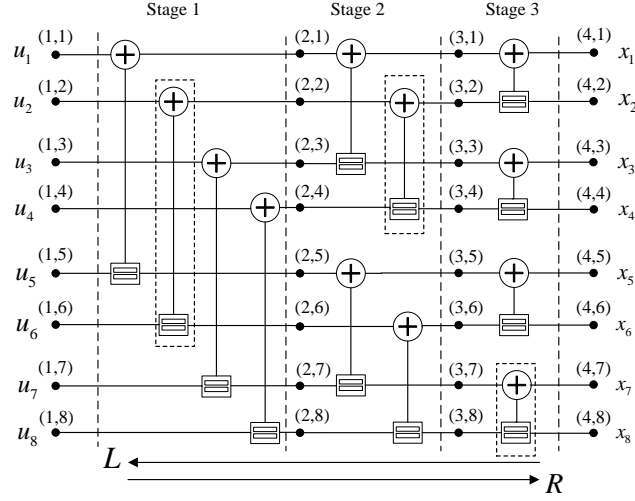 Stage 1 Stage 2 Stage 3
u1 (1,1) (2,1) (3,1) (4,1) x1
u2 (1,2) (2,2) (3,2) (4,2) x2
u3 (1,3) (2,3) (3,3) (4,3) x3
u4 (1,4) (2,4) (3,4) (4,4) x4
u5 (1,5) (2,5) (3,5) (4,5) x5
u6 (1,6) (2,6) (3,6) (4,6) x6
u7 (1,7) (2,7) (3,7) (4,7) x7
u8 (1,8) (2,8) (3,8) (4,8) x8
L
R